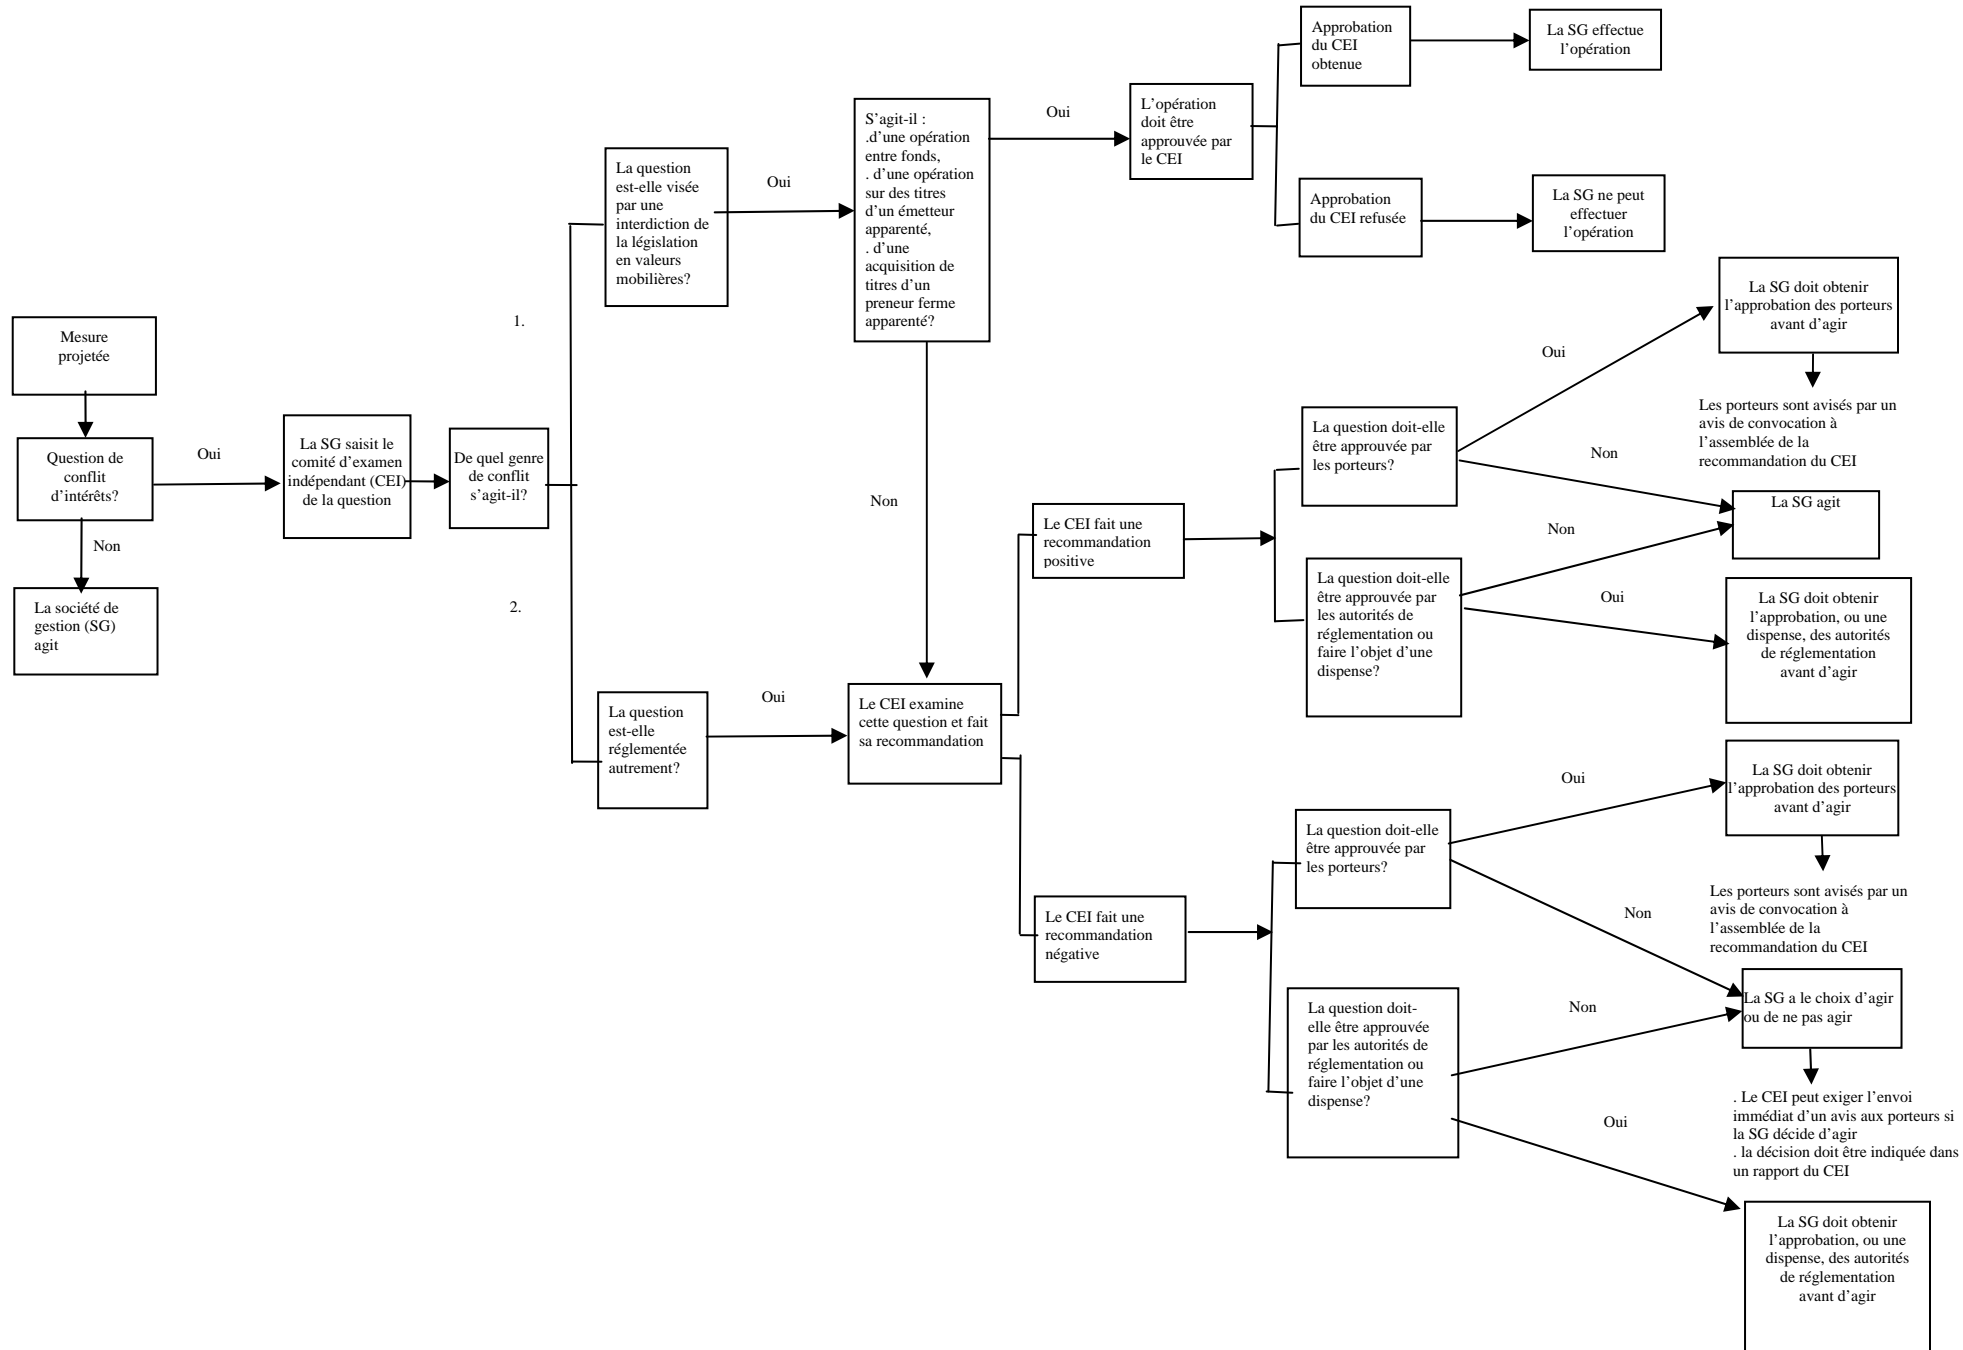 Mesure
projetée
Question de
conflit
d'intérêts?
Oui
Non
La société de
gestion (SG)
agit
La SG saisit le
comité d'examen
indépendant (CEI)
de la question
De quel genre
de conflit
s'agit-il?
1.
2.
La question
est-elle visée
par une
interdiction de
la législation
en valeurs
mobilières?
Oui
S'agit-il :
.d'une opération
entre fonds,
. d'une opération
sur des titres
d'un émetteur
apparenté,
. d'une
acquisition de
titres d'un
preneur ferme
apparenté?
Oui
L'opération
doit être
approuvée par
le CEI
Approbation
du CEI
obtenue
La SG effectue
l'opération
Approbation
du CEI refusée
La SG ne peut
effectuer
l'opération
Non
La question
est-elle
réglementée
autrement?
Oui
Le CEI examine
cette question et fait
sa recommandation
Le CEI fait une
recommandation
positive
La question doit-elle
être approuvée par
les porteurs?
Oui
La SG doit obtenir
l'approbation des porteurs
avant d'agir
Les porteurs sont avisés par un
avis de convocation à
l'assemblée de la
recommandation du CEI
Non
La SG agit
Non
La question doit-elle
être approuvée par
les autorités de
réglementation ou
faire l'objet d'une
dispense?
Oui
La SG doit obtenir
l'approbation, ou une
dispense, des autorités
de réglementation
avant d'agir
Le CEI fait une
recommandation
négative
La question doit-elle
être approuvée par
les porteurs?
Oui
La SG doit obtenir
l'approbation des porteurs
avant d'agir
Les porteurs sont avisés par un
avis de convocation à
l'assemblée de la
recommandation du CEI
Non
La SG a le choix d'agir
ou de ne pas agir
. Le CEI peut exiger l'envoi
immédiat d'un avis aux porteurs si
la SG décide d'agir
. la décision doit être indiquée dans
un rapport du CEI
La question doit-
elle être approuvée
par les autorités de
réglementation ou
faire l'objet d'une
dispense?
Non
Oui
La SG doit obtenir
l'approbation, ou une
dispense, des autorités
de réglementation
avant d'agir